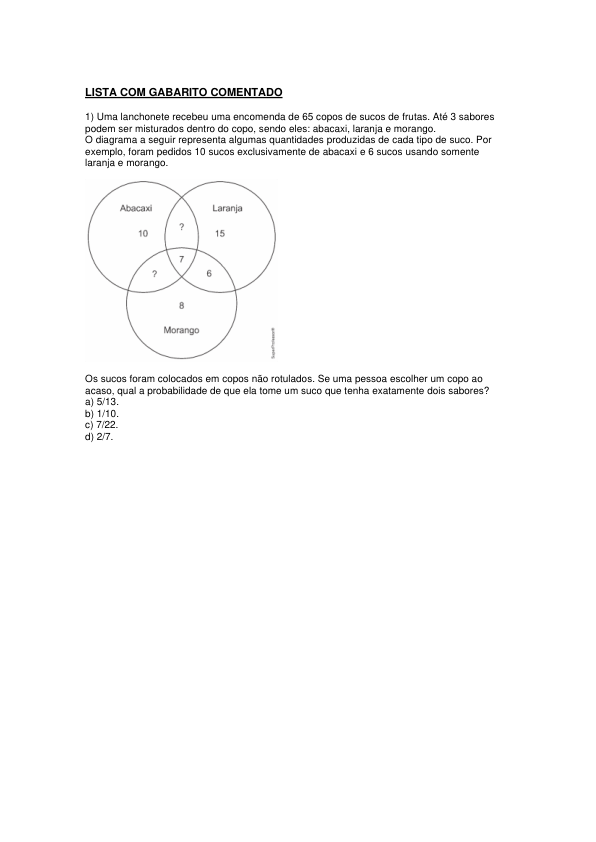 LISTA COM GABARITO COMENTADO
1) Uma lanchonete recebeu uma encomenda de 65 copos de sucos de frutas. Até 3 sabores
podem ser misturados dentro do copo, sendo eles: abacaxi, laranja e morango.
O diagrama a seguir representa algumas quantidades produzidas de cada tipo de suco. Por
exemplo, foram pedidos 10 sucos exclusivamente de abacaxi e 6 sucos usando somente
laranja e morango.
Abacaxi
Laranja
?
10
15
7
?
6
8
Morango
SuperProfessor®
Os sucos foram colocados em copos não rotulados. Se uma pessoa escolher um copo ao
acaso, qual a probabilidade de que ela tome um suco que tenha exatamente dois sabores?
a) 5/13.
b) 1/10.
c) 7/22.
d) 2/7.